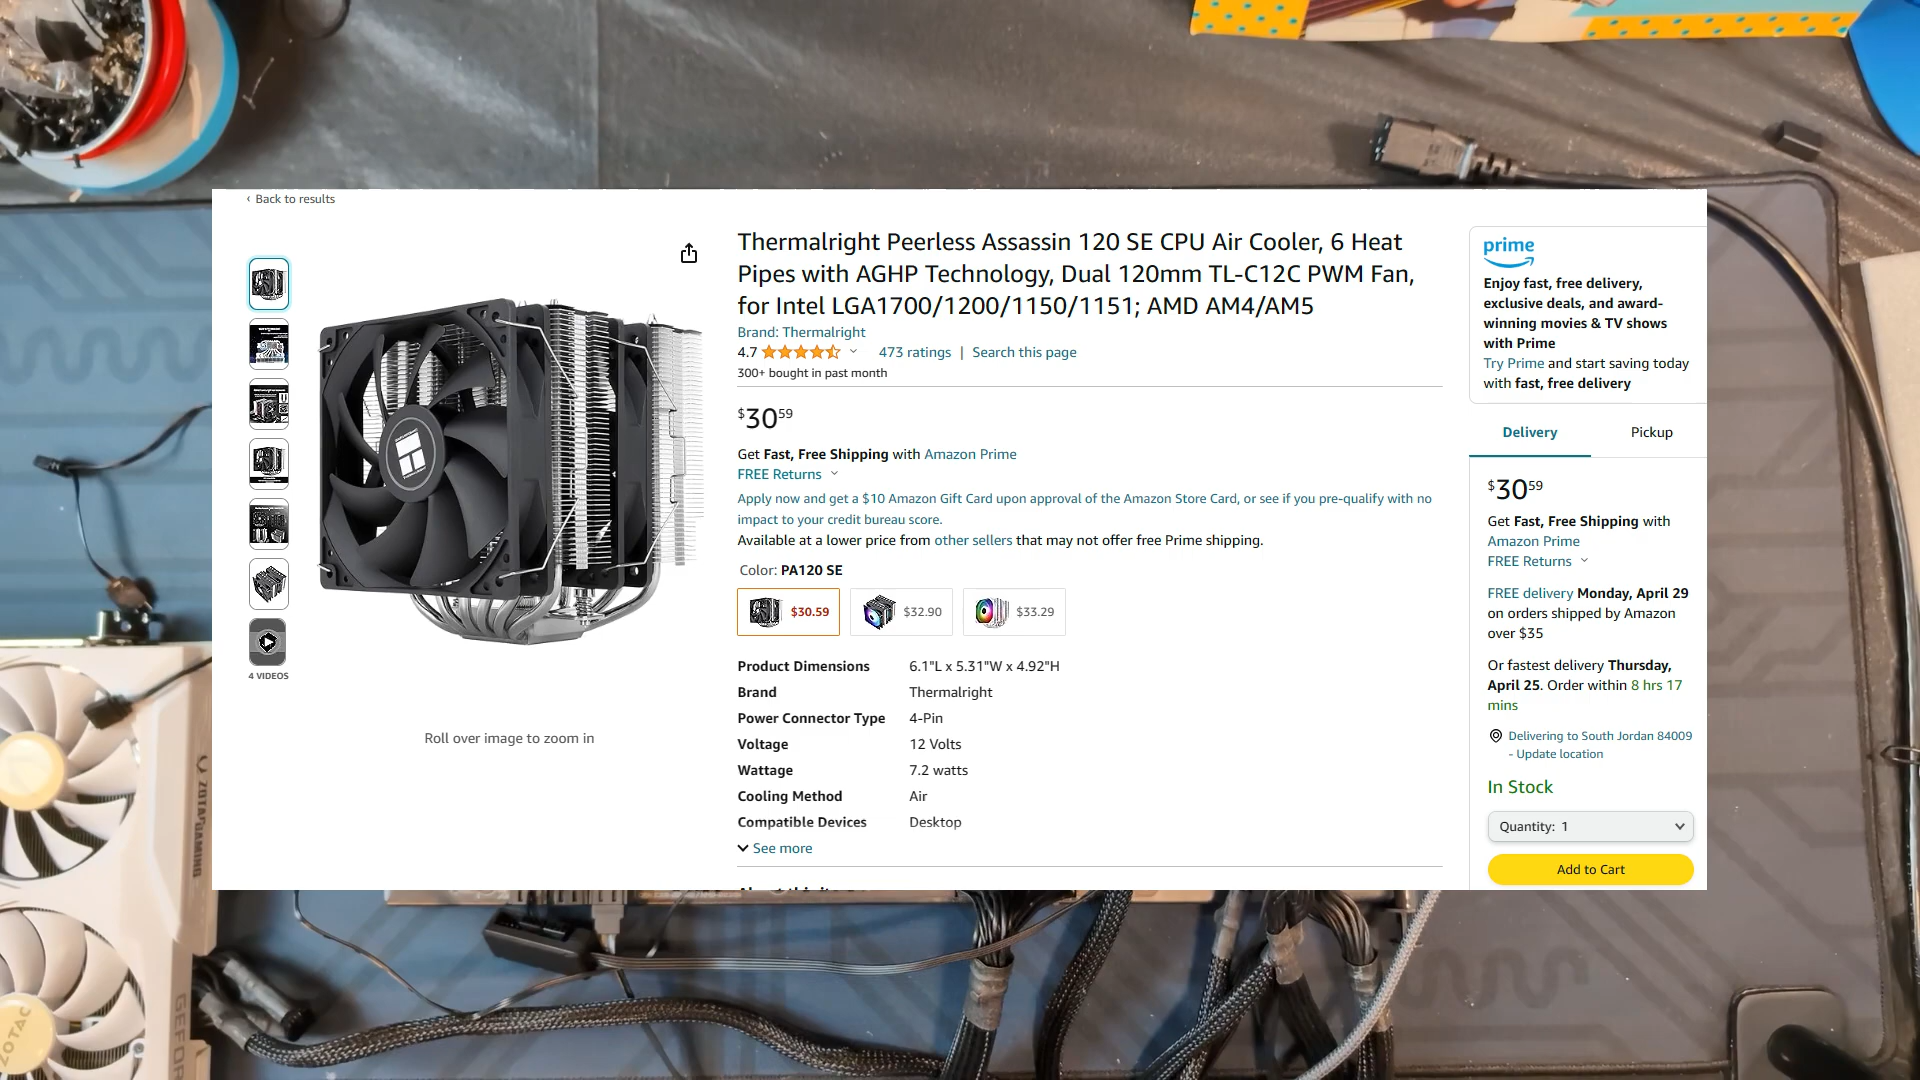 ‹ Back to results
Thermalright Peerless Assassin 120 SE CPU Air Cooler, 6 Heat
Pipes with AGHP Technology, Dual 120mm TL-C12C PWM Fan,
for Intel LGA1700/1200/1150/1151; AMD AM4/AM5
Brand: Thermalright
4.7
473 ratings | Search this page
300+ bought in past month
$30 59
Get Fast, Free Shipping with Amazon Prime
FREE Returns
Apply now and get a $10 Amazon Gift Card upon approval of the Amazon Store Card, or see if you pre-qualify with no
impact to your credit bureau score.
Available at a lower price from other sellers that may not offer free Prime shipping.
Color: PA120 SE
$30.59
$32.90
$33.29
Product Dimensions 6.1"L x 5.31"W x 4.92"H
Brand Thermalright
Power Connector Type 4-Pin
Voltage 12 Volts
Wattage 7.2 watts
Cooling Method Air
Compatible Devices Desktop
See more
4 VIDEOS
Roll over image to zoom in
prime
Enjoy fast, free delivery,
exclusive deals, and award-
winning movies & TV shows
with Prime
Try Prime and start saving today
with fast, free delivery
Delivery
Pickup
$30 59
Get Fast, Free Shipping with
Amazon Prime
FREE Returns
FREE delivery Monday, April 29
on orders shipped by Amazon
over $35
Or fastest delivery Thursday,
April 25. Order within 8 hrs 17
mins
Delivering to South Jordan 84009
- Update location
In Stock
Quantity: 1
Add to Cart
ZOTAC GAMING
ZOTAC